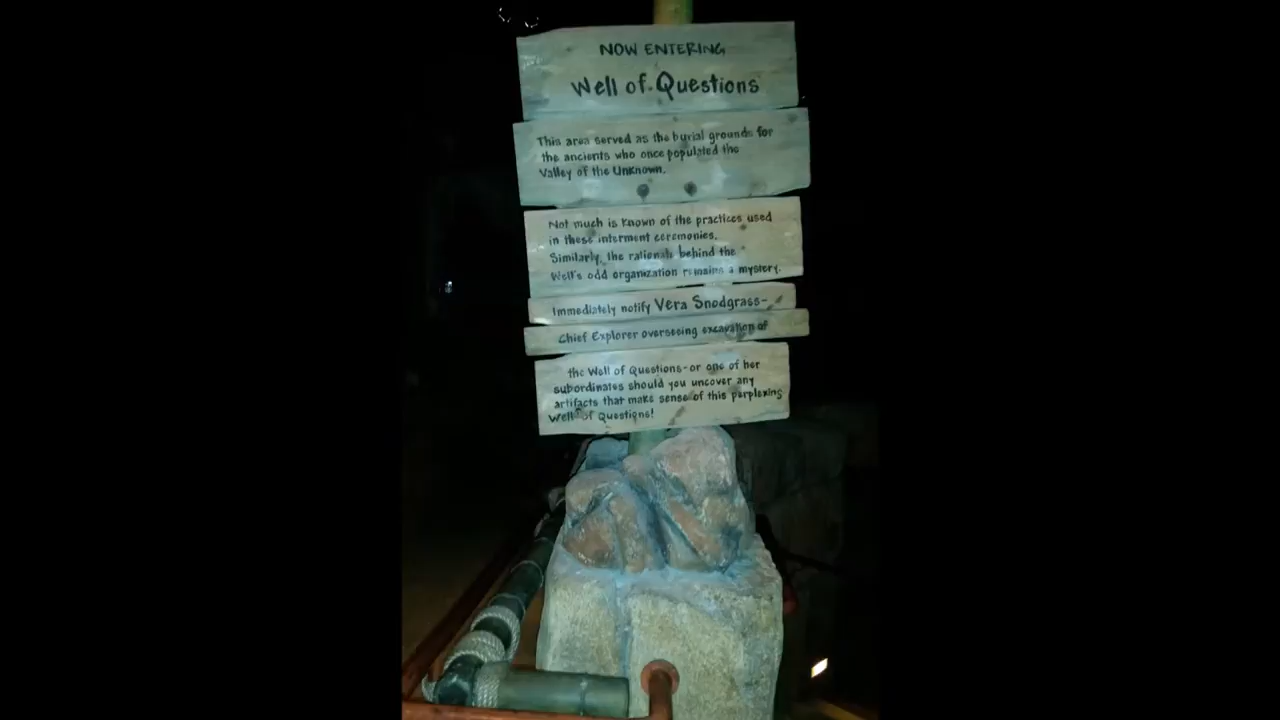 NOW ENTERING
Well of Questions
This area served as the burial grounds for
the ancients who once populated the
Valley of the Unknown.
Not much is known of the practices used
in these interment ceremonies.
Similarly, the rationale behind the
Well's odd organization remains a mystery.
Immediately notify Vera Snodgrass-
Chief Explorer overseeing excavation of
the Well of Questions-or one of her
subordinates should you uncover any
artifacts that make sense of this perplexing
Well of Questions!